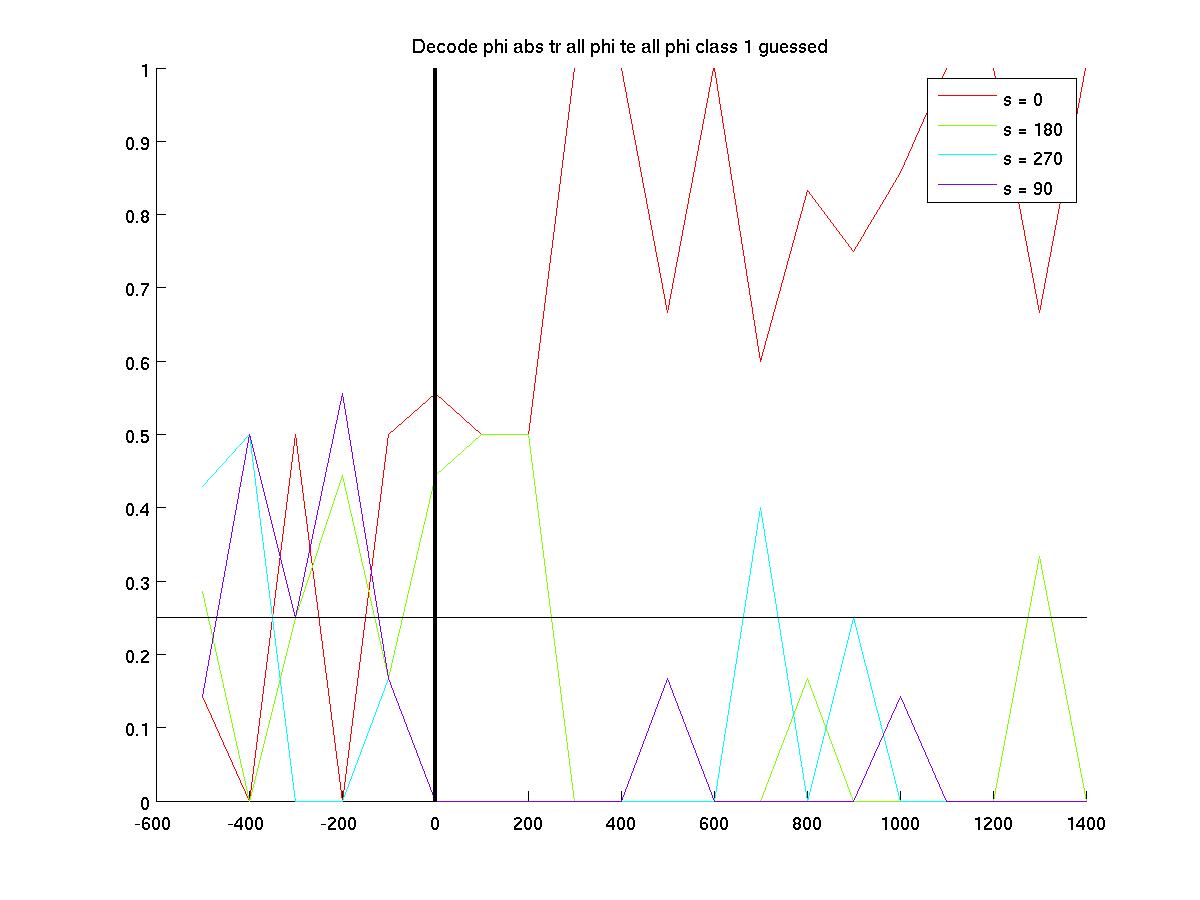 Decode phi abs tr all phi te all phi class 1 guessed
1
0.9
0.8
0.7
0.6
0.5
0.4
0.3
0.2
0.1
0
s = 0
s = 180
s = 270
s = 90
-600 -400 -200 0 200 400 600 800 1000 1200 1400